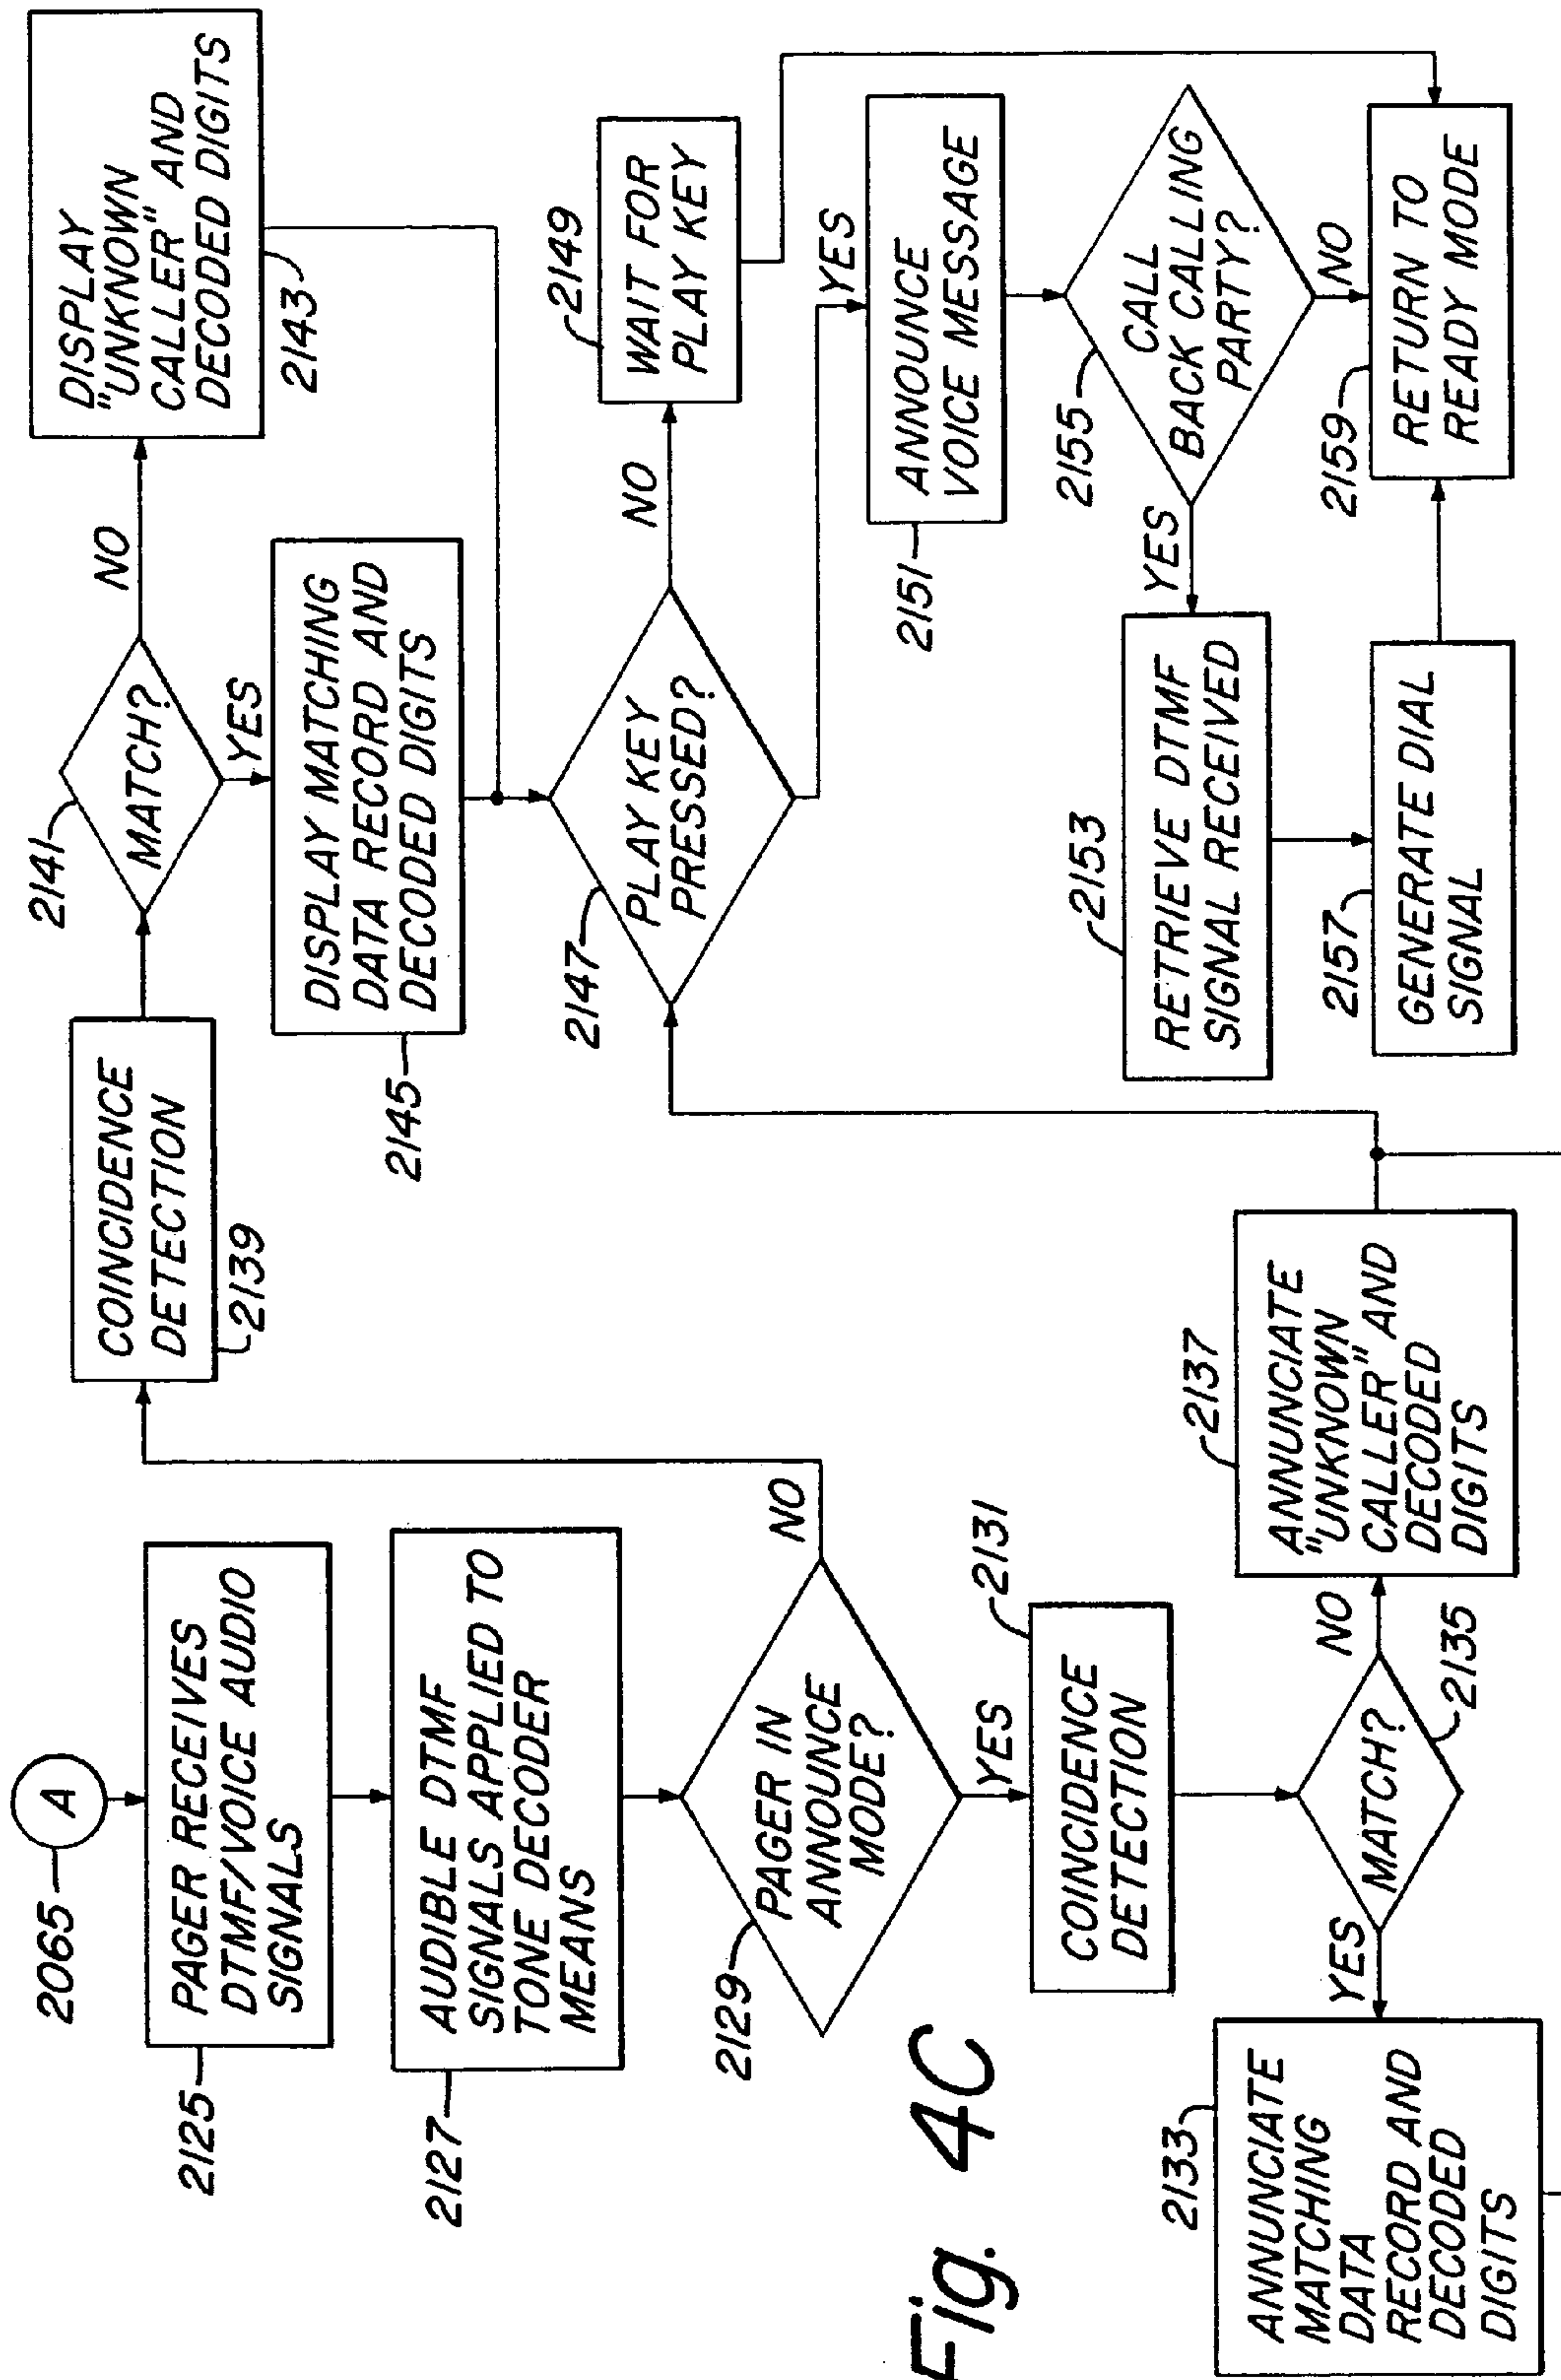 2065
A
2125
PAGER RECEIVES
DTMF/VOICE AUDIO
SIGNALS
2127
AUDIBLE DTMF
SIGNALS APPLIED TO
TONE DECODER
MEANS
2129
PAGER IN
ANNOUNCE
MODE?
NO
YES
2131
COINCIDENCE
DETECTION
MATCH?
2135
YES
NO
2133
ANNUNCIATE
MATCHING
DATA
RECORD AND
DECODED
DIGITS
2137
ANNUNCIATE
"UNKNOWN
CALLER" AND
DECODED
DIGITS
COINCIDENCE
DETECTION
2139
2141
MATCH?
NO
YES
DISPLAY
"UNKNOWN
CALLER" AND
DECODED DIGITS
2143
DISPLAY MATCHING
DATA RECORD AND
DECODED DIGITS
2145
2147
PLAY KEY
PRESSED?
NO
YES
2149
WAIT FOR
PLAY KEY
ANNOUNCE
VOICE MESSAGE
2151
2155
CALL
BACK CALLING
PARTY?
YES
NO
2153
RETRIEVE DTMF
SIGNAL RECEIVED
2157
GENERATE DIAL
SIGNAL
2159
RETURN TO
READY MODE
Fig. 4C